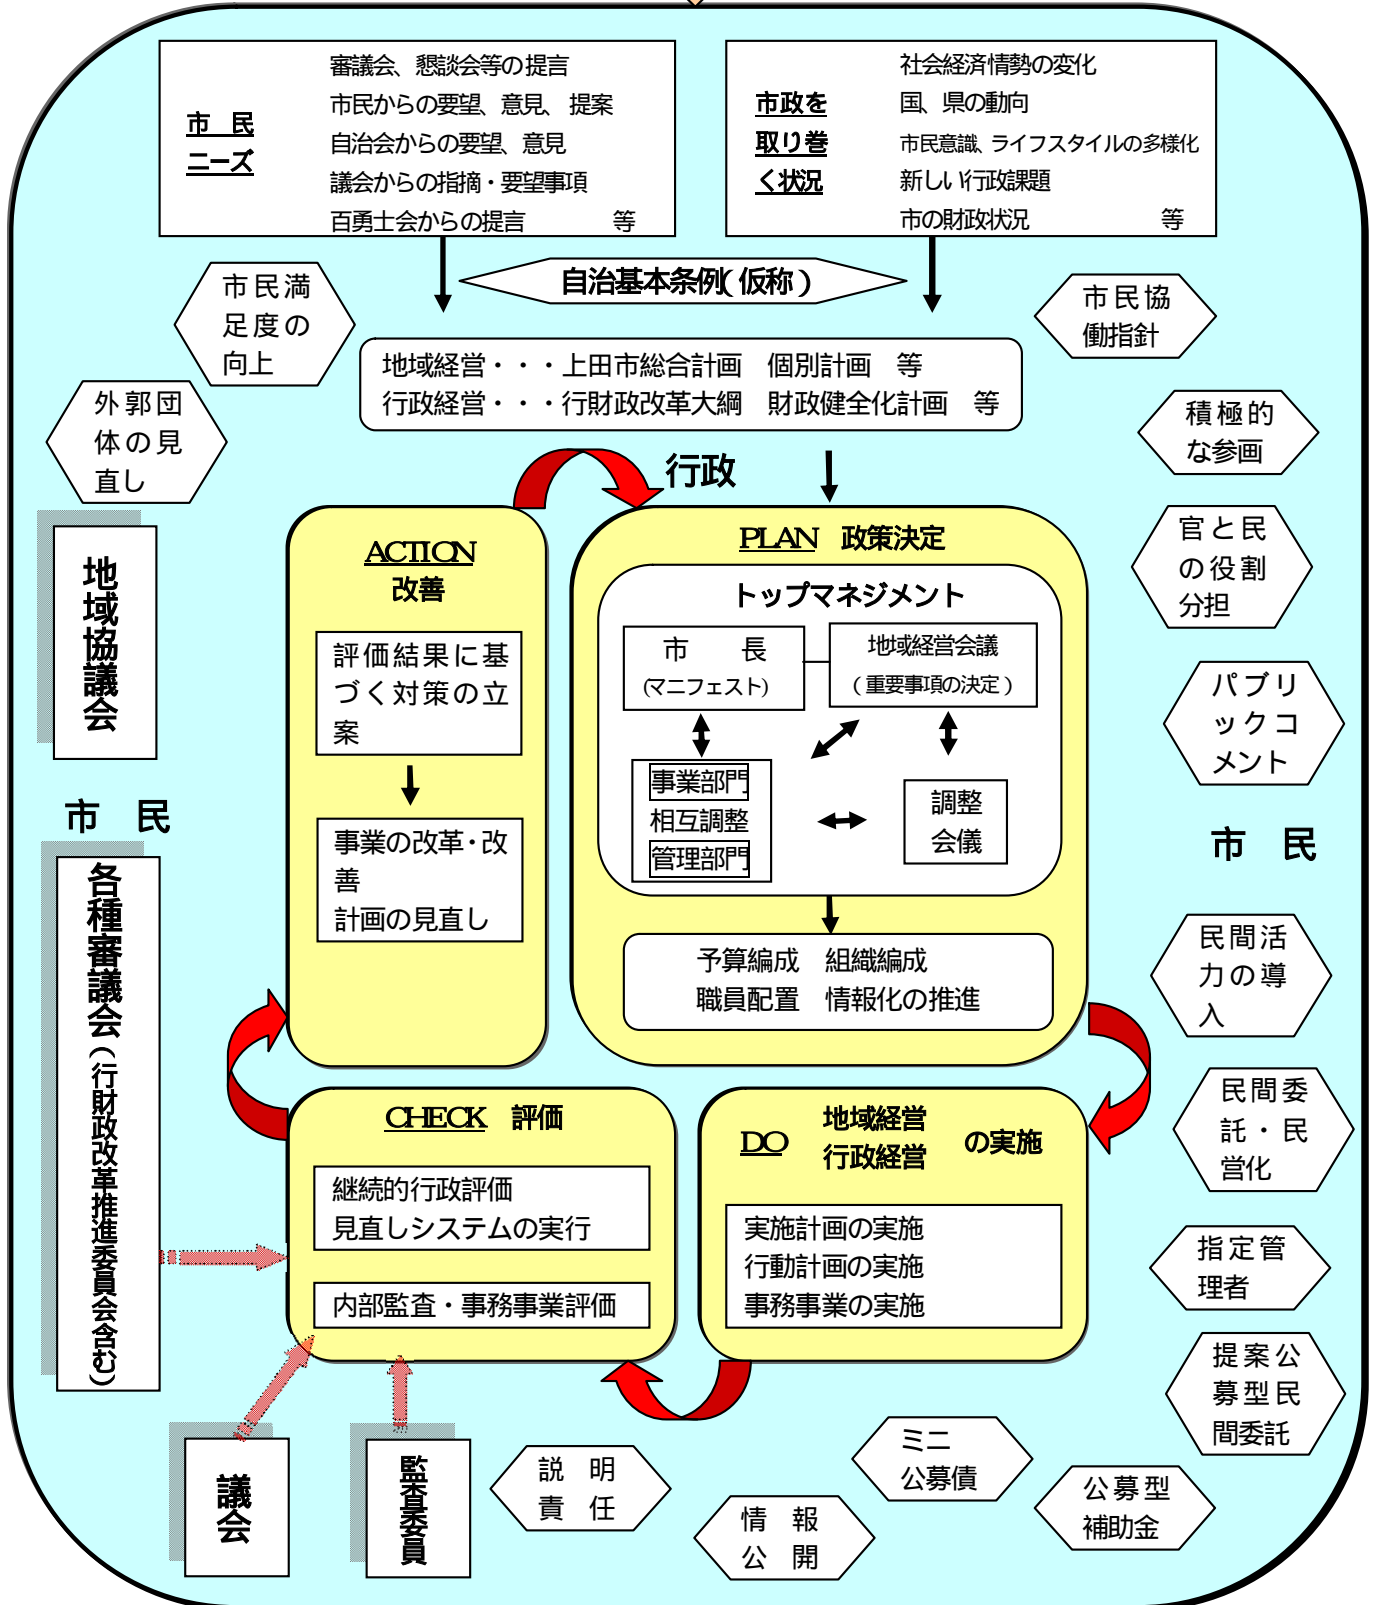 市　民
ニーズ
審議会、懇談会等の提言
市民からの要望、意見、提案
自治会からの要望、意見
議会からの指摘・要望事項
百勇士会からの提言　　　等
市政を
取り巻
く状況
社会経済情勢の変化
国、県の動向
市民意識、ライフスタイルの多様化
新しい行政課題
市の財政状況　　　　　等
自治基本条例(仮称)
市民満
足度の
向上
市民協
働指針
地域経営・・・上田市総合計画　個別計画　等
行政経営・・・行財政改革大綱　財政健全化計画　等
外郭団
体の見
直し
積極的
な参画
行政
官と民
の役割
分担
地域協議会
ACTION
改善
評価結果に基
づく対策の立
案
事業の改革・改
善
計画の見直し
PLAN　政策決定
トップマネジメント
市　　長
(マニフェスト)
地域経営会議
(重要事項の決定)
事業部門
相互調整
管理部門
調整
会儀
予算編成　組織編成
職員配置　情報化の推進
パブリ
ックコ
メント
市　民
市　民
各種審議会(行財政改革推進委員会含む)
民間活
力の導
入
民間委
託・民
営化
CHECK　評価
継続的行政評価
見直しシステムの実行
内部監査・事務事業評価
DO
地域経営
行政経営
の実施
実施計画の実施
行動計画の実施
事務事業の実施
指定管
理者
提案公
募型民
間委託
議会
監査委員
説　明
責　任
情　報
公　開
ミニ
公募債
公募型
補助金